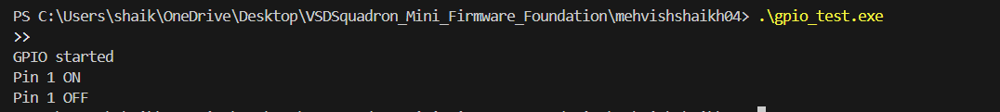 PS C:\Users\shaik\OneDrive\Desktop\VSDSquadron_Mini_Firmware_Foundation\mehvishshaikh04> .\gpio_test.exe
>>
GPIO started
Pin 1 ON
Pin 1 OFF